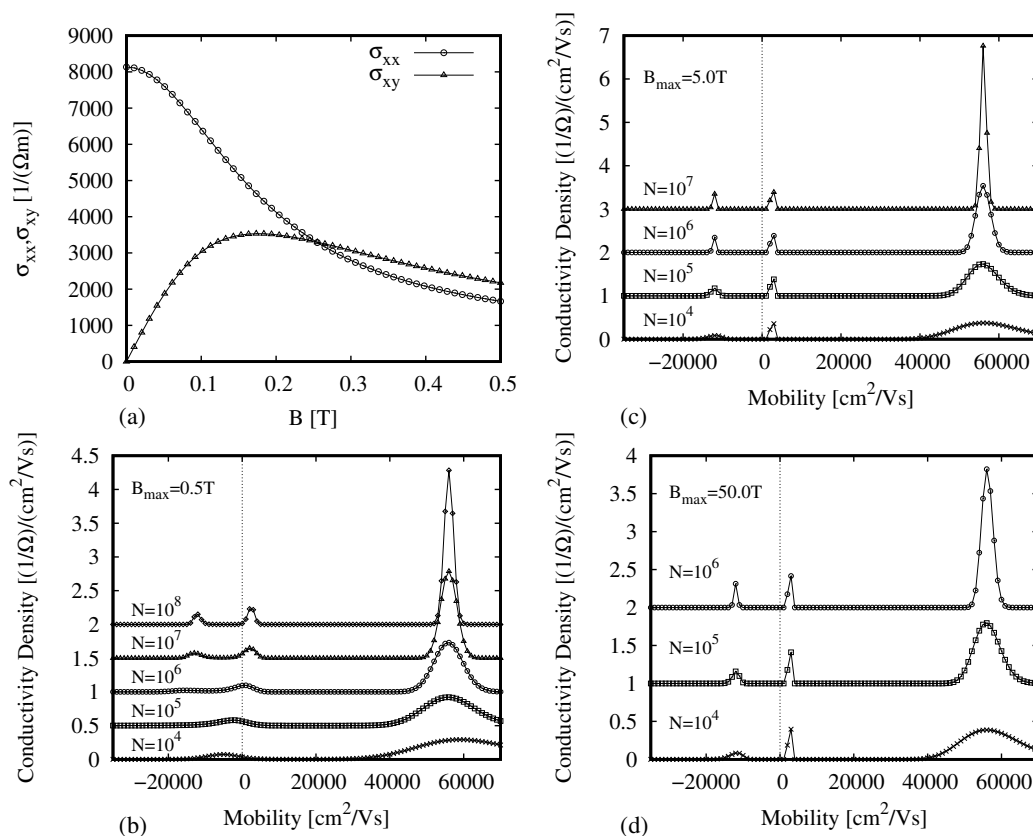 9000
8000
7000
6000
5000
4000
3000
2000
1000
0
σxx,σxy [1/(Ωm)]
σxx
σxy
0 0.1 0.2 0.3 0.4 0.5
(a) B [T]
7
6
5
4
3
2
1
0
Conductivity Density [(1/Ω)/(cm²/Vs)]
Bmax=5.0T
N=10⁷
N=10⁶
N=10⁵
N=10⁴
−20000 0 20000 40000 60000
(c) Mobility [cm²/Vs]
4.5
4
3.5
3
2.5
2
1.5
1
0.5
0
Conductivity Density [(1/Ω)/(cm²/Vs)]
Bmax=0.5T
N=10⁸
N=10⁷
N=10⁶
N=10⁵
N=10⁴
−20000 0 20000 40000 60000
(b) Mobility [cm²/Vs]
4
3.5
3
2.5
2
1.5
1
0.5
0
Conductivity Density [(1/Ω)/(cm²/Vs)]
Bmax=50.0T
N=10⁶
N=10⁵
N=10⁴
−20000 0 20000 40000 60000
(d) Mobility [cm²/Vs]